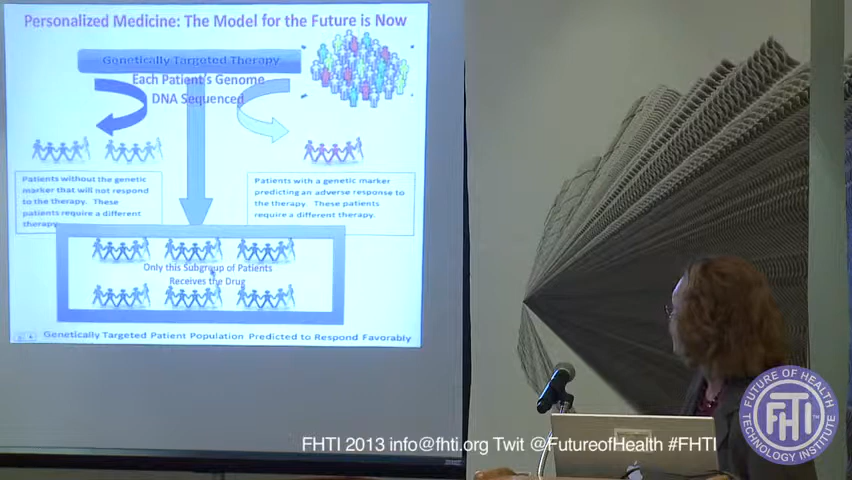 Personalized Medicine: The Model for the Future is Now
Genetically Targeted Therapy
Each Patient's Genome
DNA Sequenced
Patients without the genetic
marker that will not respond
to the therapy. These
patients require a different
therapy.
Patients with a genetic marker
predicting an adverse response to
the therapy. These patients
require a different therapy.
Only this Subgroup of Patients
Receives the Drug
Genetically Targeted Patient Population Predicted to Respond Favorably
FUTURE OF HEALTH
FHTI
TM
TECHNOLOGY INSTITUTE
FHTI 2013 info@fhti.org Twit @FutureofHealth #FHTI